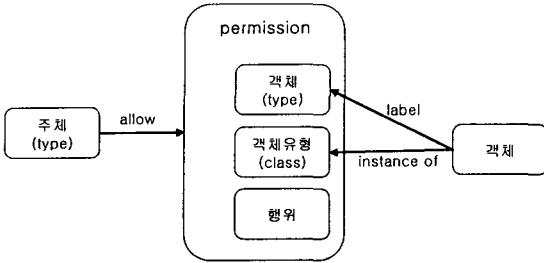 permission
객체
(type)
주체
(type)
allow
label
객체유형
(class)
instance of
객체
행위